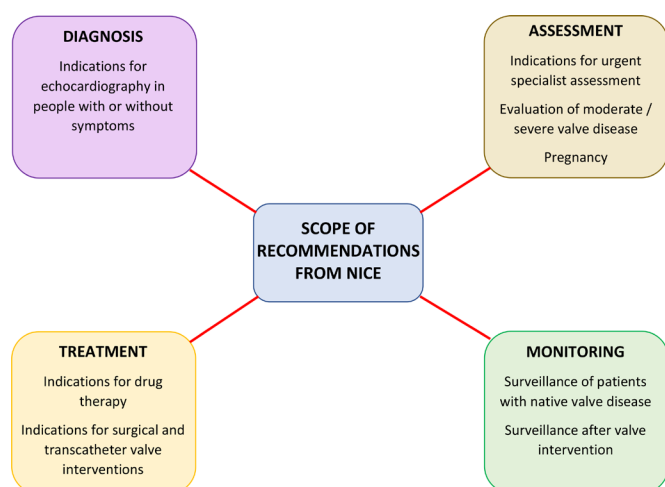 DIAGNOSIS
Indications for
echocardiography in
people with or without
symptoms
ASSESSMENT
Indications for urgent
specialist assessment
Evaluation of moderate /
severe valve disease
Pregnancy
SCOPE OF
RECOMMENDATIONS
FROM NICE
TREATMENT
Indications for drug
therapy
Indications for surgical and
transcatheter valve
interventions
MONITORING
Surveillance of patients
with native valve disease
Surveillance after valve
intervention